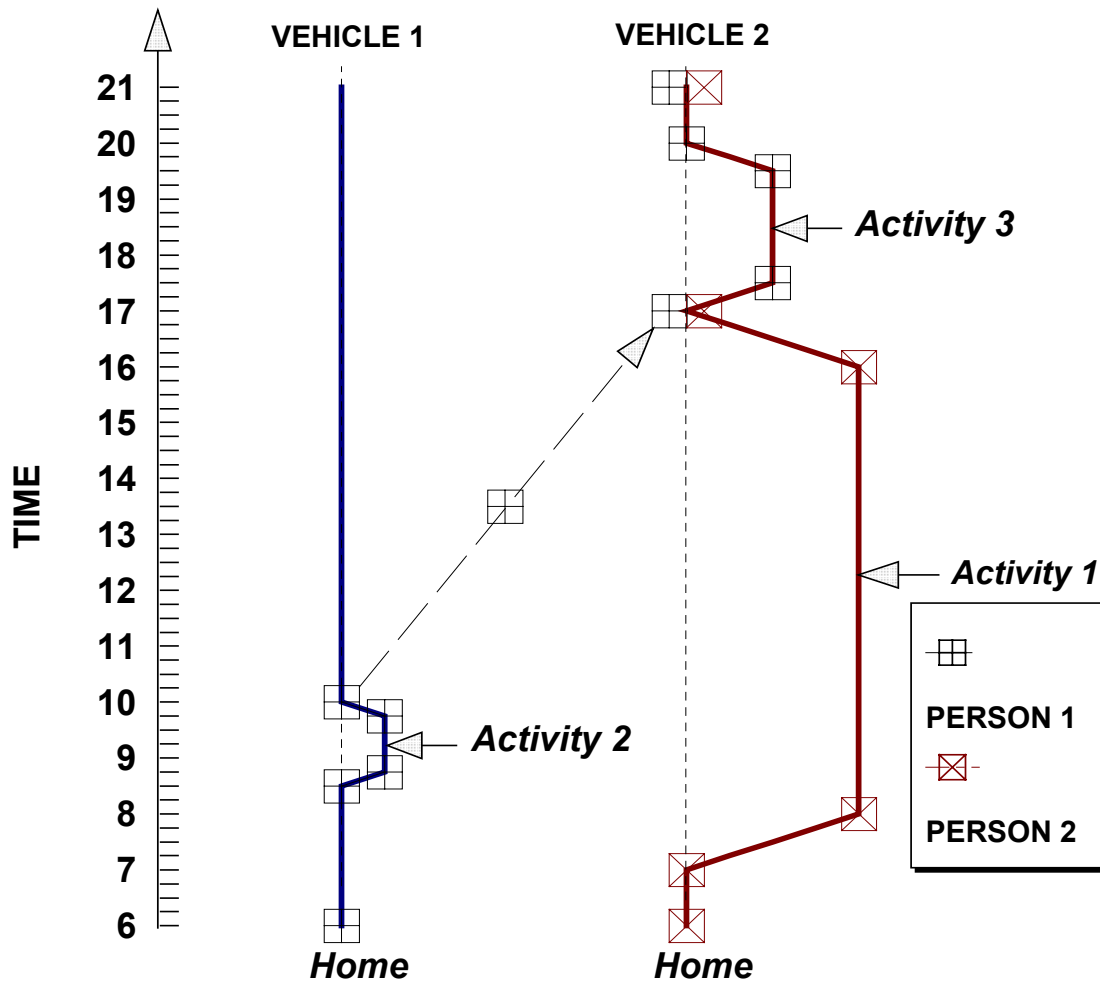 VEHICLE 1
VEHICLE 2
21
20
19
Activity 3
18
17
16
15
14
TIME
13
12
Activity 1
11
10
PERSON 1
Activity 2
9
8
PERSON 2
7
6
Home
Home